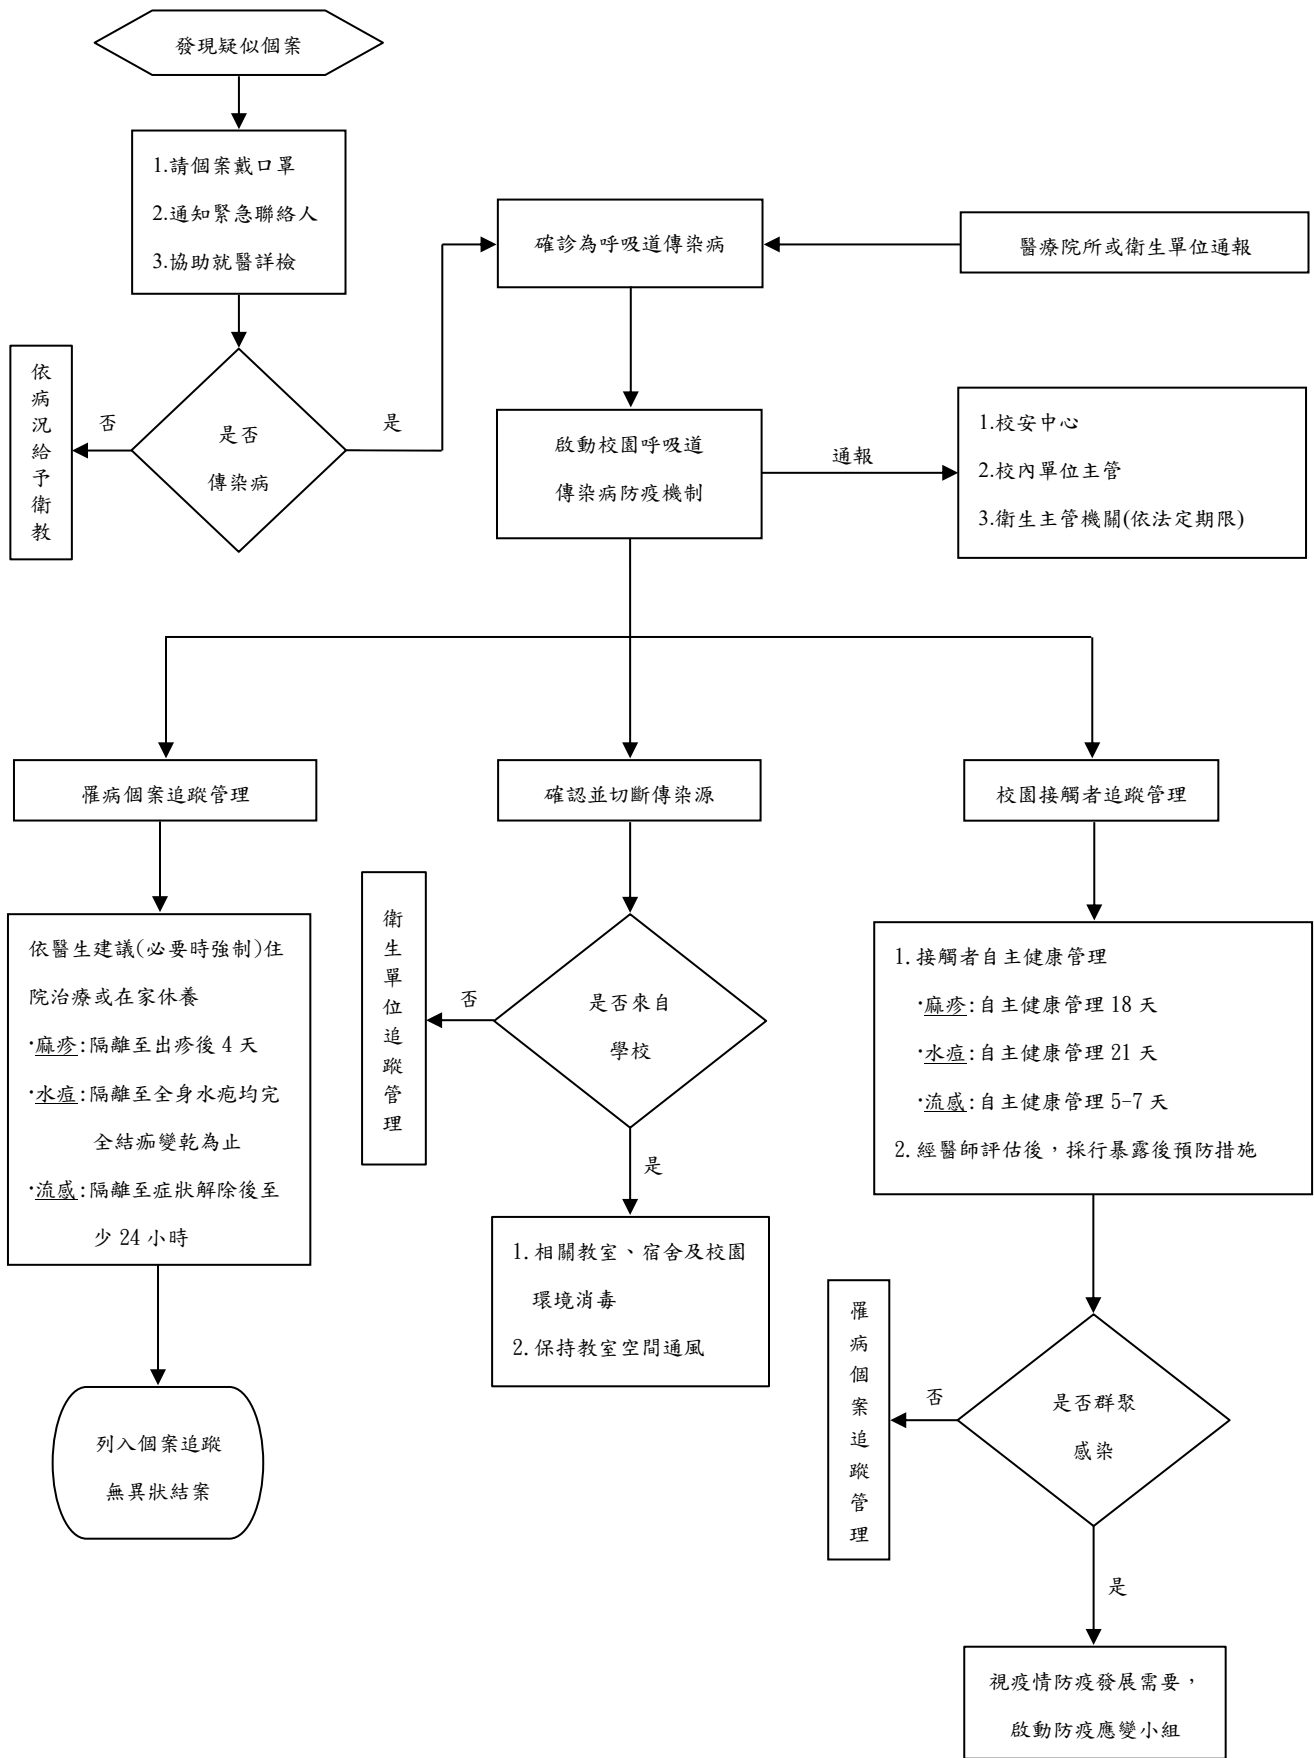 發現疑似個案
1.請個案戴口罩
2.通知緊急聯絡人
3.協助就醫詳檢
確診為呼吸道傳染病
醫療院所或衛生單位通報
依病況給予衛教
否
是否
傳染病
是
啟動校園呼吸道
傳染病防疫機制
通報
1.校安中心
2.校內單位主管
3.衛生主管機關(依法定期限)
罹病個案追蹤管理
確認並切斷傳染源
校園接觸者追蹤管理
依醫生建議(必要時強制)住
院治療或在家休養
‧麻疹:隔離至出疹後 4 天
‧水痘:隔離至全身水疱均完
全結痂變乾為止
‧流感:隔離至症狀解除後至
少 24 小時
列入個案追蹤
無異狀結案
衛生單位追蹤管理
否
是否來自
學校
是
1.相關教室、宿舍及校園
環境消毒
2.保持教室空間通風
1.接觸者自主健康管理
‧麻疹:自主健康管理 18 天
‧水痘:自主健康管理 21 天
‧流感:自主健康管理 5-7 天
2.經醫師評估後，採行暴露後預防措施
罹病個案追蹤管理
否
是否群聚
感染
是
視疫情防疫發展需要，
啟動防疫應變小組